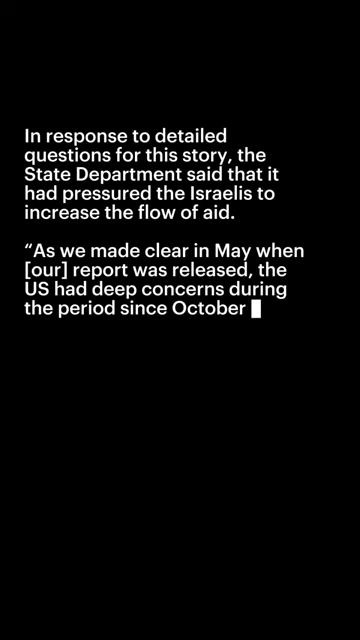 In response to detailed
questions for this story, the
State Department said that it
had pressured the Israelis to
increase the flow of aid.
“As we made clear in May when
[our] report was released, the
US had deep concerns during
the period since October